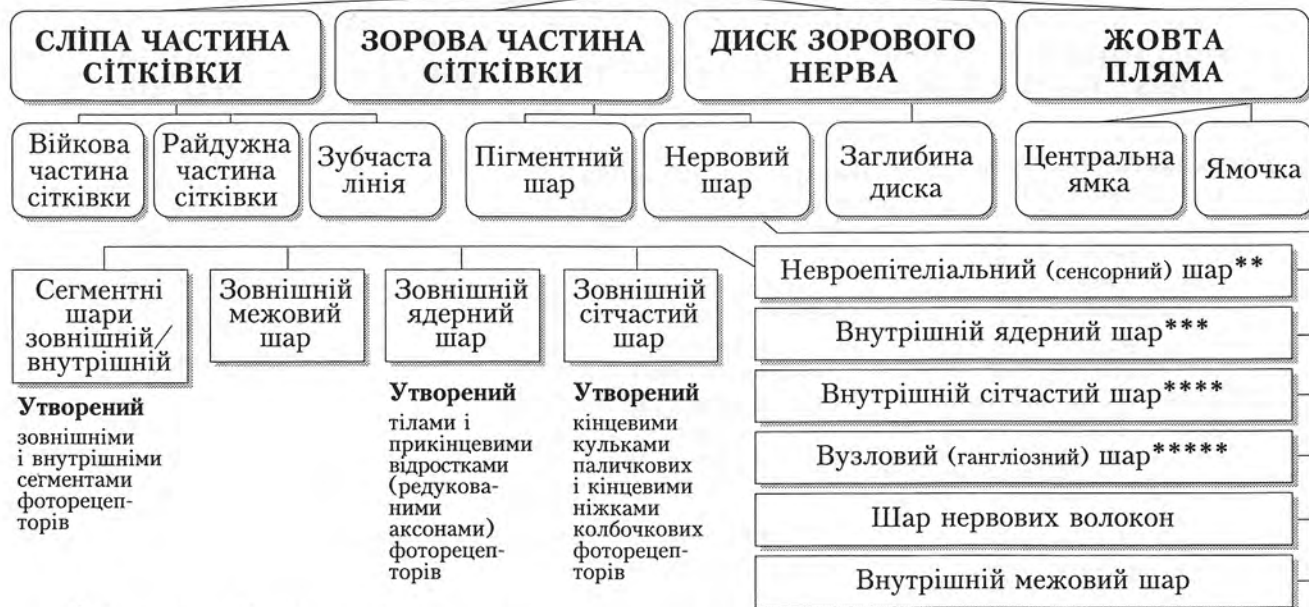 СЛІПА ЧАСТИНА
СІТКІВКИ
ЗОРОВА ЧАСТИНА
СІТКІВКИ
ДИСК ЗОРОВОГО
НЕРВА
ЖОВТА
ПЛЯМА
Війкова
частина
сітківки
Райдужна
частина
сітківки
Зубчаста
лінія
Пігментний
шар
Нервовий
шар
Заглибина
диска
Центральна
ямка
Ямочка
Сегментні
шари
зовнішній/
внутрішній
Утворений
зовнішніми
і внутрішніми
сегментами
фоторецеп-
торів
Зовнішній
межовий
шар
Зовнішній
ядерний
шар
Утворений
тілами і
прикінцевими
відростками
(редукова-
ними
аксонами)
фоторецеп-
торів
Зовнішній
сітчастий
шар
Утворений
кінцевими
кульками
паличкових
і кінцевими
ніжками
колбочкових
фоторецеп-
торів
Невроепітеліальний (сенсорний) шар**
Внутрішній ядерний шар***
Внутрішній сітчастий шар****
Вузловий (гангліозний) шар*****
Шар нервових волокон
Внутрішній межовий шар